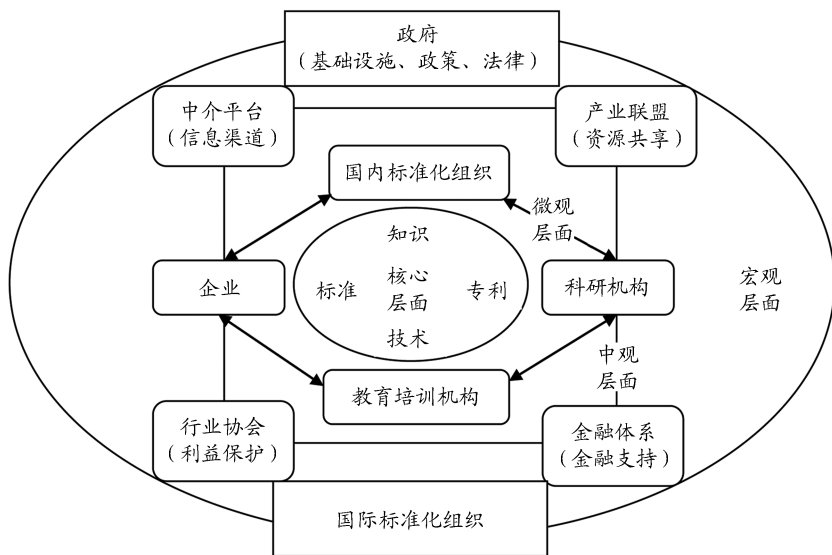 政府
（基础设施、政策、法律）
中介平台
（信息渠道）
产业联盟
（资源共享）
国内标准化组织
微观
层面
知识
企业
标准
核心
层面
专利
科研机构
宏观
层面
技术
中观
层面
教育培训机构
行业协会
（利益保护）
金融体系
（金融支持）
国际标准化组织